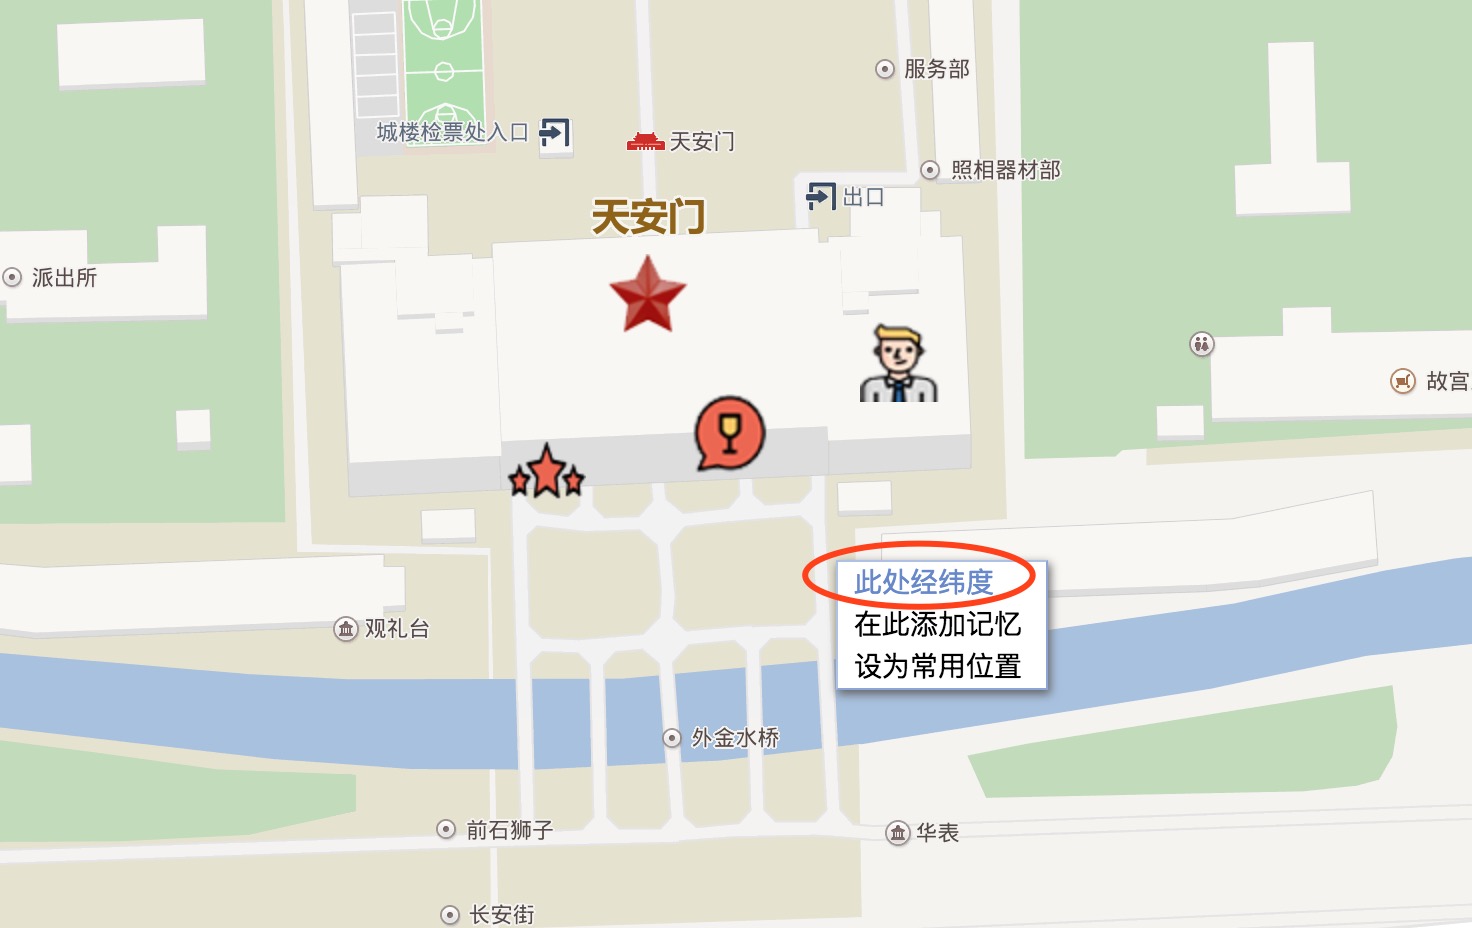 服务部
城楼检票处入口
天安门
照相器材部
出口
天安门
派出所
故宫
此处经纬度
在此添加记忆
设为常用位置
观礼台
外金水桥
前石狮子
华表
长安街